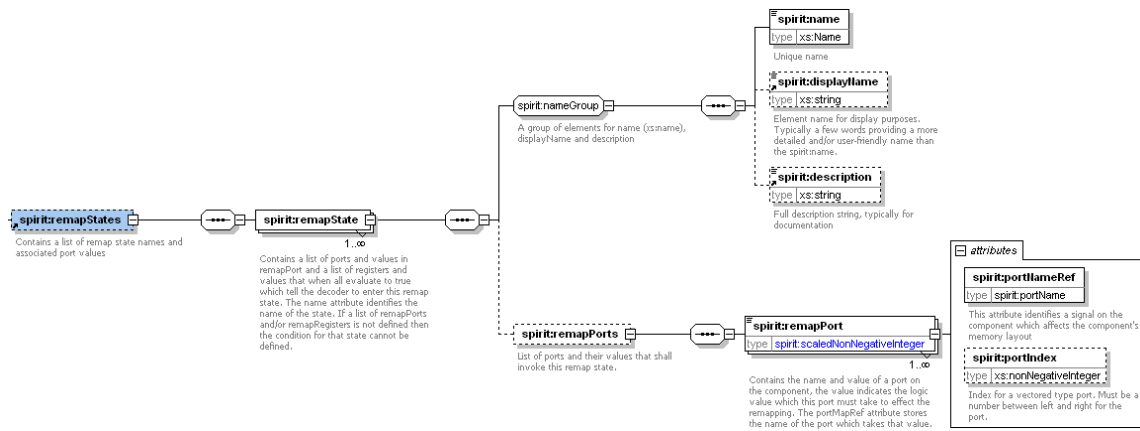 spirit:name
type xs:Name
Unique name
spirit:displayName
type xs:string
Element name for display purposes.
Typically a few words providing a more
detailed and/or user-friendly name than
the spirit:name.
spirit:nameGroup
A group of elements for name (xs:name),
displayName and description
spirit:description
type xs:string
Full description string, typically for
documentation
spirit:remapStates
Contains a list of remap state names and
associated port values
spirit:remapState
1..∞
Contains a list of ports and values in
remapPort and a list of registers and
values that when all evaluate to true
which tell the decoder to enter this remap
state. The name attribute identifies the
name of the state. If a list of remapPorts
and/or remapRegisters is not defined then
the condition for that state cannot be
defined.
spirit:remapPorts
List of ports and their values that shall
invoke this remap state.
spirit:remapPort
type spirit:scaledNonNegativeInteger
1..∞
Contains the name and value of a port on
the component, the value indicates the logic
value which this port must take to effect the
remapping. The portMapRef attribute stores
the name of the port which takes that value.
attributes
spirit:portNameRef
type spirit:portName
This attribute identifies a signal on the
component which affects the component's
memory layout
spirit:portIndex
type xs:nonNegativeInteger
Index for a vectored type port. Must be a
number between left and right for the
port.